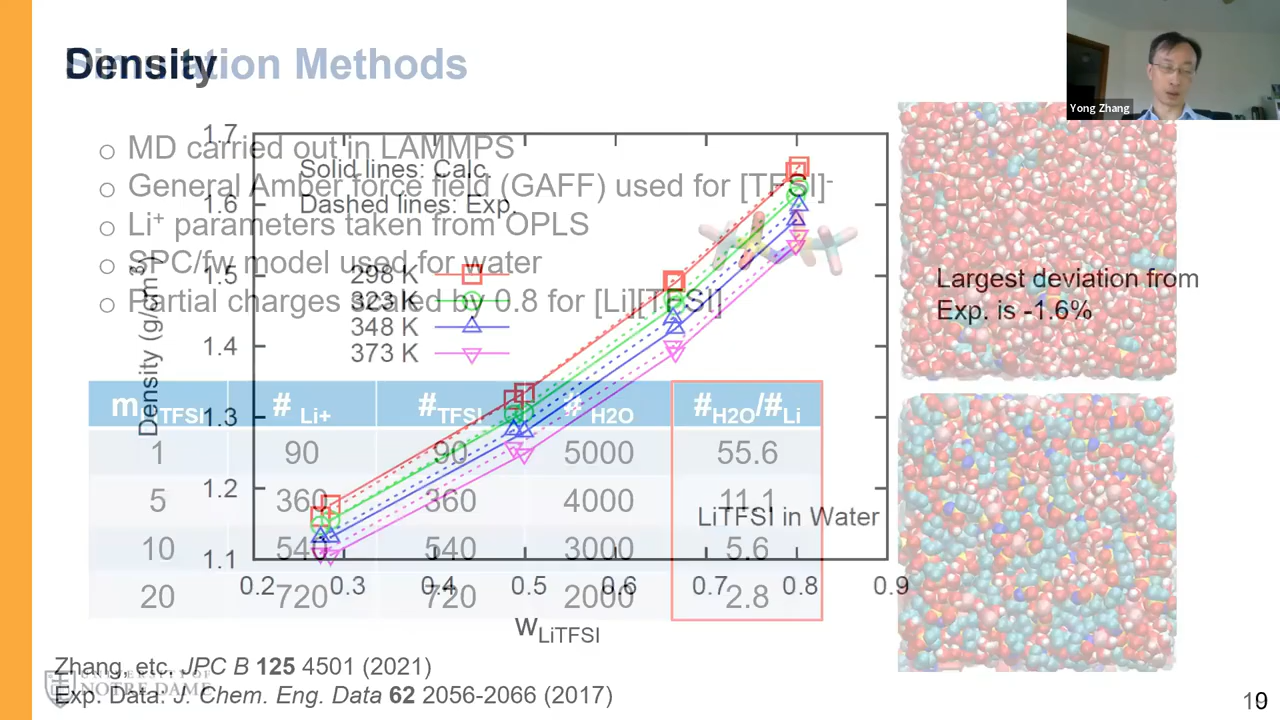 Density
Simulation Methods
Yong Zhang
MD carried out in LAMMPS
General Amber force field (GAFF) used for [TFSI]-
Li+ parameters taken from OPLS
SPC/fw model used for water
Partial charges scaled by 0.8 for [Li][TFSI]
Solid lines: Calc.
Dashed lines: Exp.
298 K
323 K
348 K
373 K
1.7
1.6
1.5
1.4
1.3
1.2
1.1
Density (g/cm3)
0.2 0.3 0.4 0.5 0.6 0.7 0.8 0.9
wLiTFSI
LiTFSI in Water
Largest deviation from
Exp. is -1.6%
# Li+ #TFSI- # H2O #H2O/#Li
1 90 90 5000 55.6
5 360 360 4000 11.1
10 540 540 3000 5.6
20 720 720 2000 2.8
Zhang, etc. JPC B 125 4501 (2021)
Exp. Data: J. Chem. Eng. Data 62 2056-2066 (2017)
UNIVERSITY OF
NOTRE DAME